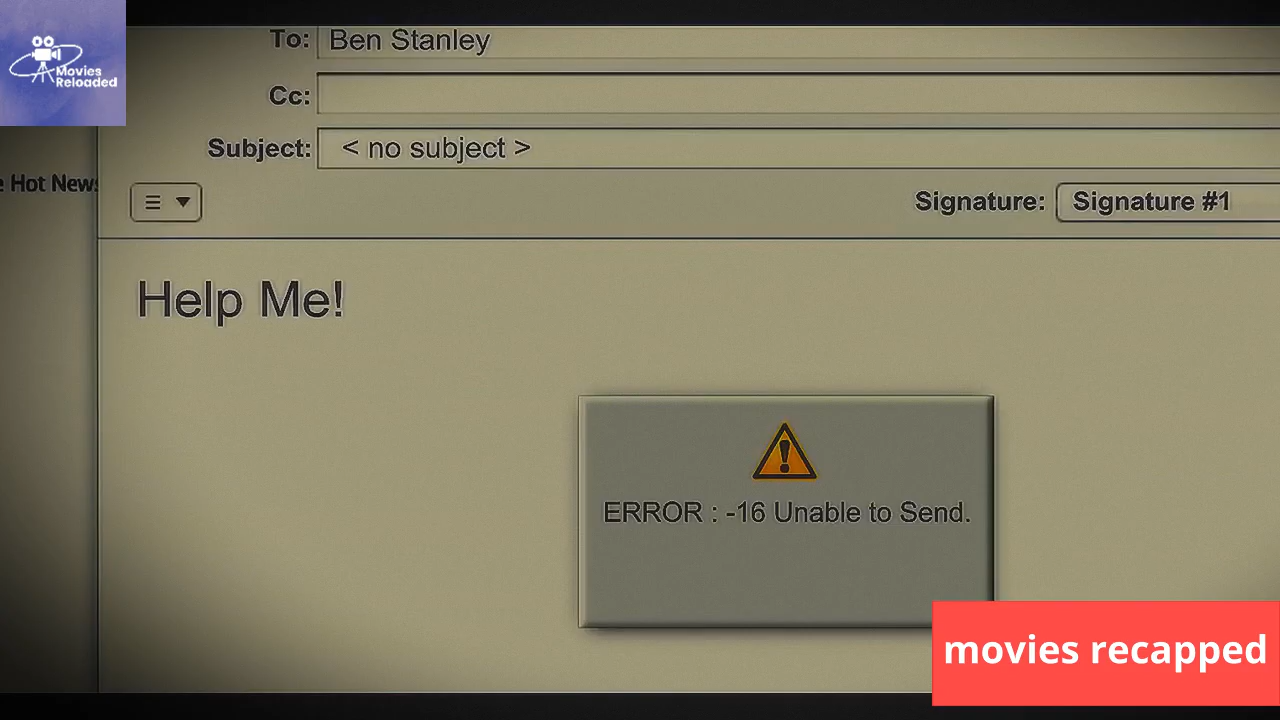 Movies
Reloaded
To: Ben Stanley
Cc:
Subject: < no subject >
Hot News
Signature: Signature #1
Help Me!
ERROR : -16 Unable to Send.
movies recapped